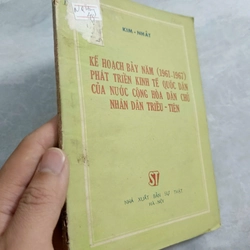 KIM-NHẬT
KẾ HOẠCH BẢY NĂM (1961-1967)
PHÁT TRIỂN KINH TẾ QUỐC DÂN
CỦA NƯỚC CỘNG HÒA DÂN CHỦ
NHÂN DÂN TRIỀU-TIÊN
ST
NHÀ XUẤT BẢN SỰ THẬT
HÀ NỘI